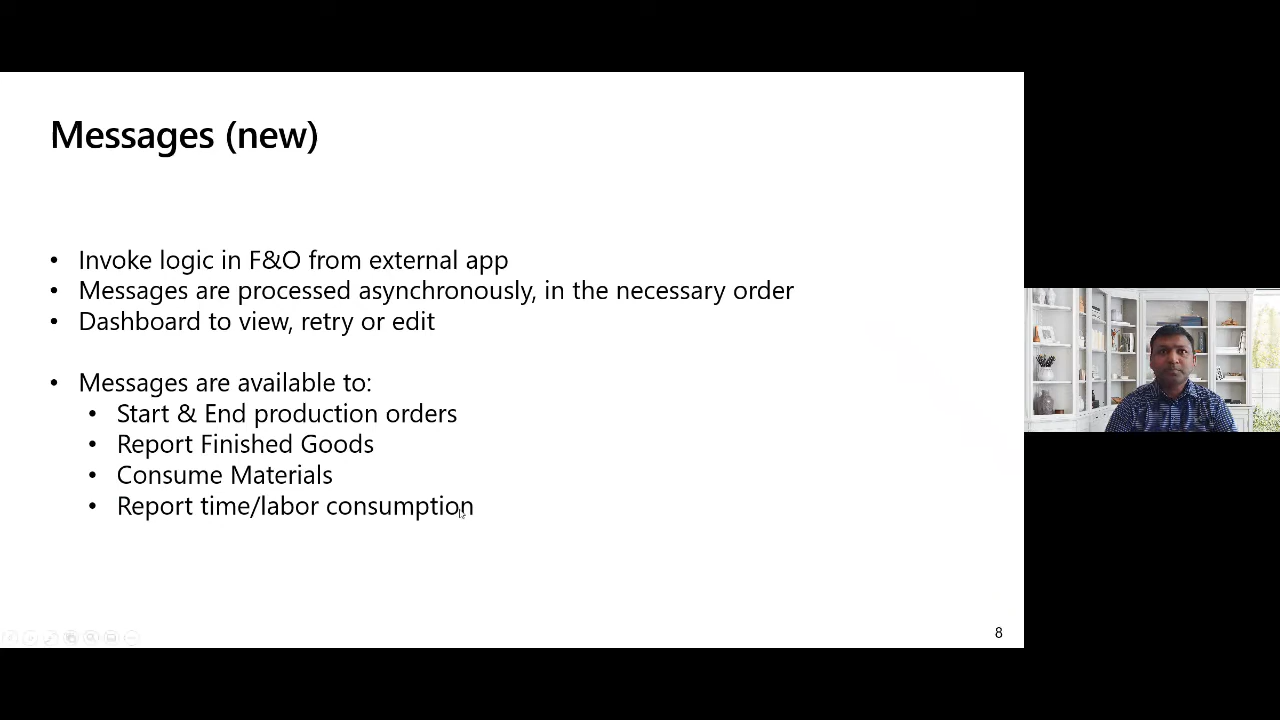 Messages (new)
• Invoke logic in F&O from external app
• Messages are processed asynchronously, in the necessary order
• Dashboard to view, retry or edit
• Messages are available to:
• Start & End production orders
• Report Finished Goods
• Consume Materials
• Report time/labor consumption
8